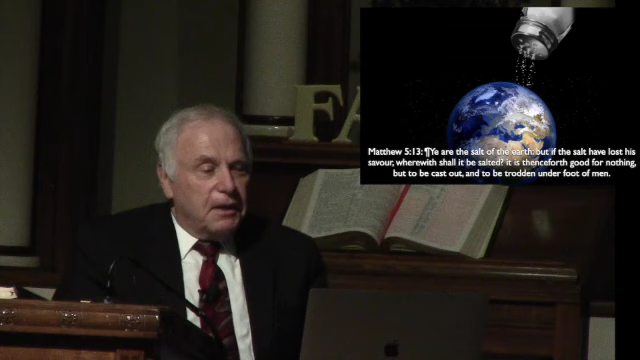 FA
Matthew 5:13: ¶Ye are the salt of the earth: but if the salt have lost his
savour, wherewith shall it be salted? it is thenceforth good for nothing,
but to be cast out, and to be trodden under foot of men.